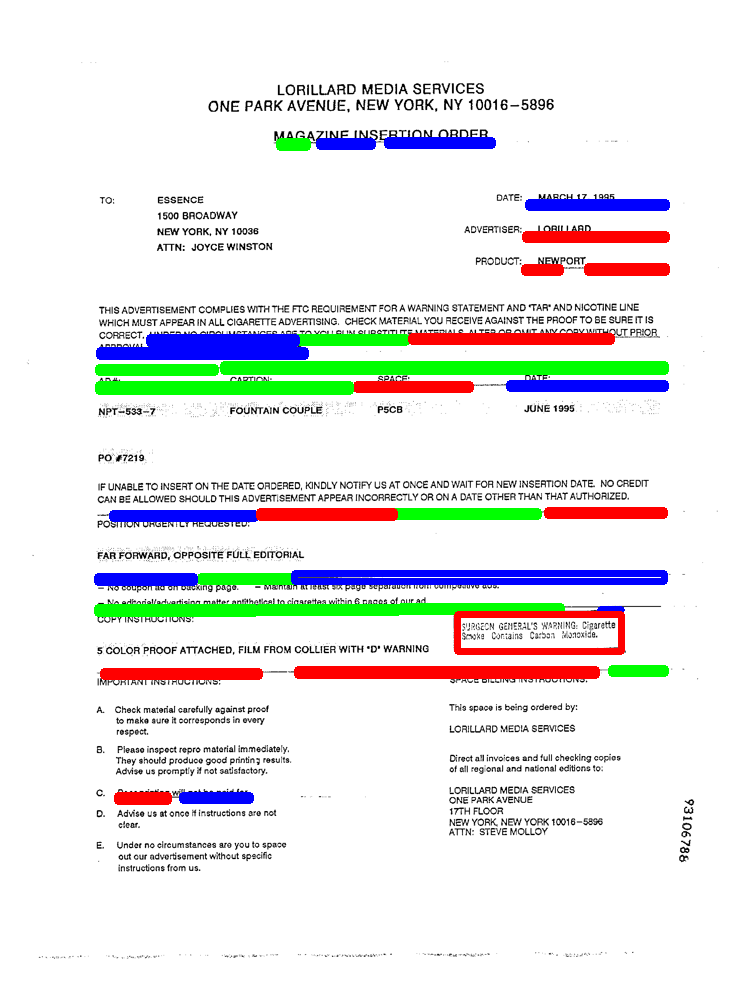 LORILLARD MEDIA SERVICES
ONE PARK AVENUE, NEW YORK, NY 10016-5896
MAGAZINE INSERTION ORDER
TO: ESSENCE
1500 BROADWAY
NEW YORK, NY 10036
ATTN: JOYCE WINSTON
DATE: MARCH 17, 1995
ADVERTISER: LORILLARD
PRODUCT: NEWPORT
THIS ADVERTISEMENT COMPLIES WITH THE FTC REQUIREMENT FOR A WARNING STATEMENT AND "TAR" AND NICOTINE LINE
WHICH MUST APPEAR IN ALL CIGARETTE ADVERTISING. CHECK MATERIAL YOU RECEIVE AGAINST THE PROOF TO BE SURE IT IS
CORRECT. UNDER NO CIRCUMSTANCES ARE TO YOU RUN SUBSTITUTE MATERIALS, ALTER OR OMIT ANY COPY WITHOUT PRIOR
CAPTION: SPACE: DATE:
NPT-533-7 FOUNTAIN COUPLE P5CB JUNE 1995
PO #7219
IF UNABLE TO INSERT ON THE DATE ORDERED, KINDLY NOTIFY US AT ONCE AND WAIT FOR NEW INSERTION DATE. NO CREDIT
CAN BE ALLOWED SHOULD THIS ADVERTISEMENT APPEAR INCORRECTLY OR ON A DATE OTHER THAN THAT AUTHORIZED.
POSITION URGENTLY REQUESTED:
FAR FORWARD, OPPOSITE FULL EDITORIAL
- No coupon ad on backing page. - Maintain at least six page separation from competitive ads.
- No editorial/advertising matter antithetical to cigarettes within 6 pages of our ad
COPY INSTRUCTIONS:
SURGEON GENERAL'S WARNING: Cigarette
Smoke Contains Carbon Monoxide.
5 COLOR PROOF ATTACHED, FILM FROM COLLIER WITH "D" WARNING
IMPORTANT INSTRUCTIONS:
A. Check material carefully against proof
to make sure it corresponds in every
respect.
B. Please inspect repro material immediately.
They should produce good printing results.
Advise us promptly if not satisfactory.
C. will not be paid for
D. Advise us at once if instructions are not
clear.
E. Under no circumstances are you to space
out our advertisement without specific
instructions from us.
SPACE BILLING INSTRUCTIONS:
This space is being ordered by:
LORILLARD MEDIA SERVICES
Direct all invoices and full checking copies
of all regional and national editions to:
LORILLARD MEDIA SERVICES
ONE PARK AVENUE
17TH FLOOR
NEW YORK, NEW YORK 10016-5896
ATTN: STEVE MOLLOY
93106788